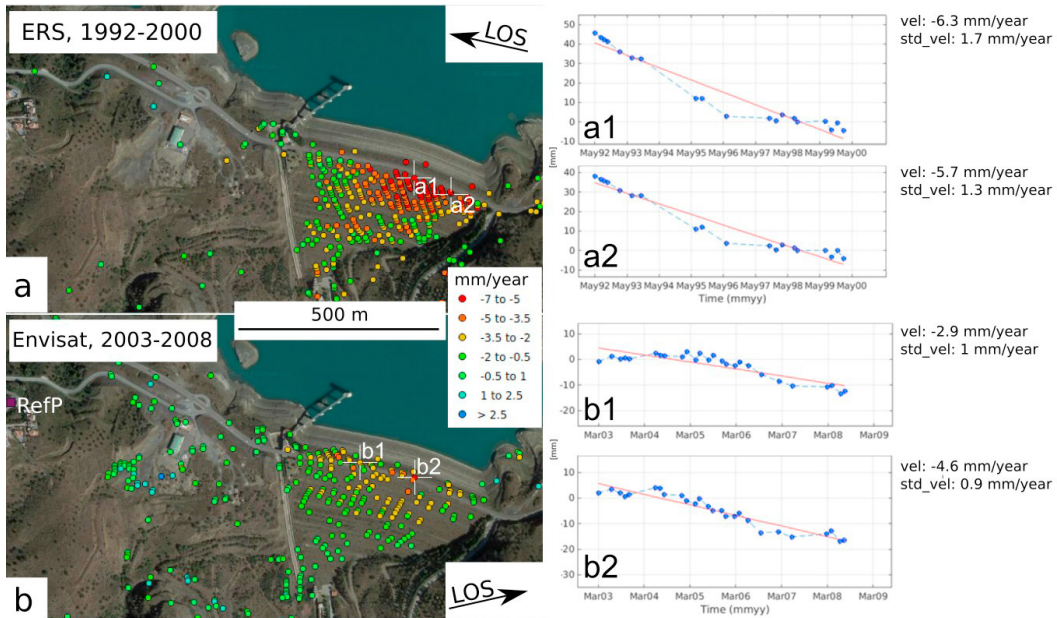 ERS, 1992-2000
LOS
a1
a2
a
mm/year
-7 to -5
-5 to -3.5
-3.5 to -2
-2 to -0.5
-0.5 to 1
1 to 2.5
> 2.5
500 m
Envisat, 2003-2008
RefP
b1
b2
b
LOS
50
40
30
20
10
0
-10
a1
May92 May93 May94 May95 May96 May97 May98 May99 May00
vel: -6.3 mm/year
std_vel: 1.7 mm/year
[mm]
40
30
20
10
0
-10
a2
May92 May93 May94 May95 May96 May97 May98 May99 May00
Time (mmyy)
vel: -5.7 mm/year
std_vel: 1.3 mm/year
10
0
-10
-20
b1
Mar03 Mar04 Mar05 Mar06 Mar07 Mar08 Mar09
vel: -2.9 mm/year
std_vel: 1 mm/year
[mm]
10
0
-10
-20
30
b2
Mar03 Mar04 Mar05 Mar06 Mar07 Mar08 Mar09
Time (mmyy)
vel: -4.6 mm/year
std_vel: 0.9 mm/year